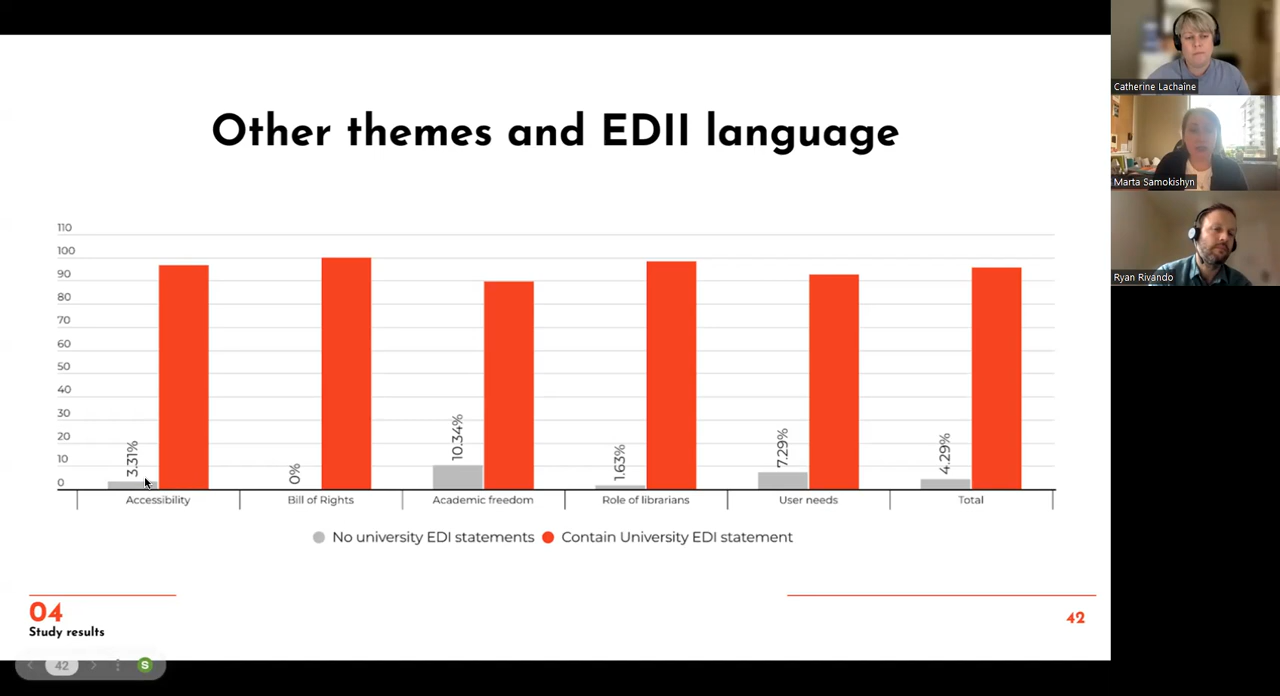 Other themes and EDII language
110
100
90
80
70
60
50
40
30
20
10
0
3.31%
0%
10.34%
1.63%
7.29%
4.29%
Accessibility
Bill of Rights
Academic freedom
Role of librarians
User needs
Total
No university EDI statements
Contain University EDI statement
04
Study results
42
42
S
Catherine Lachaîne
Marta Samokishyn
Ryan Rivando